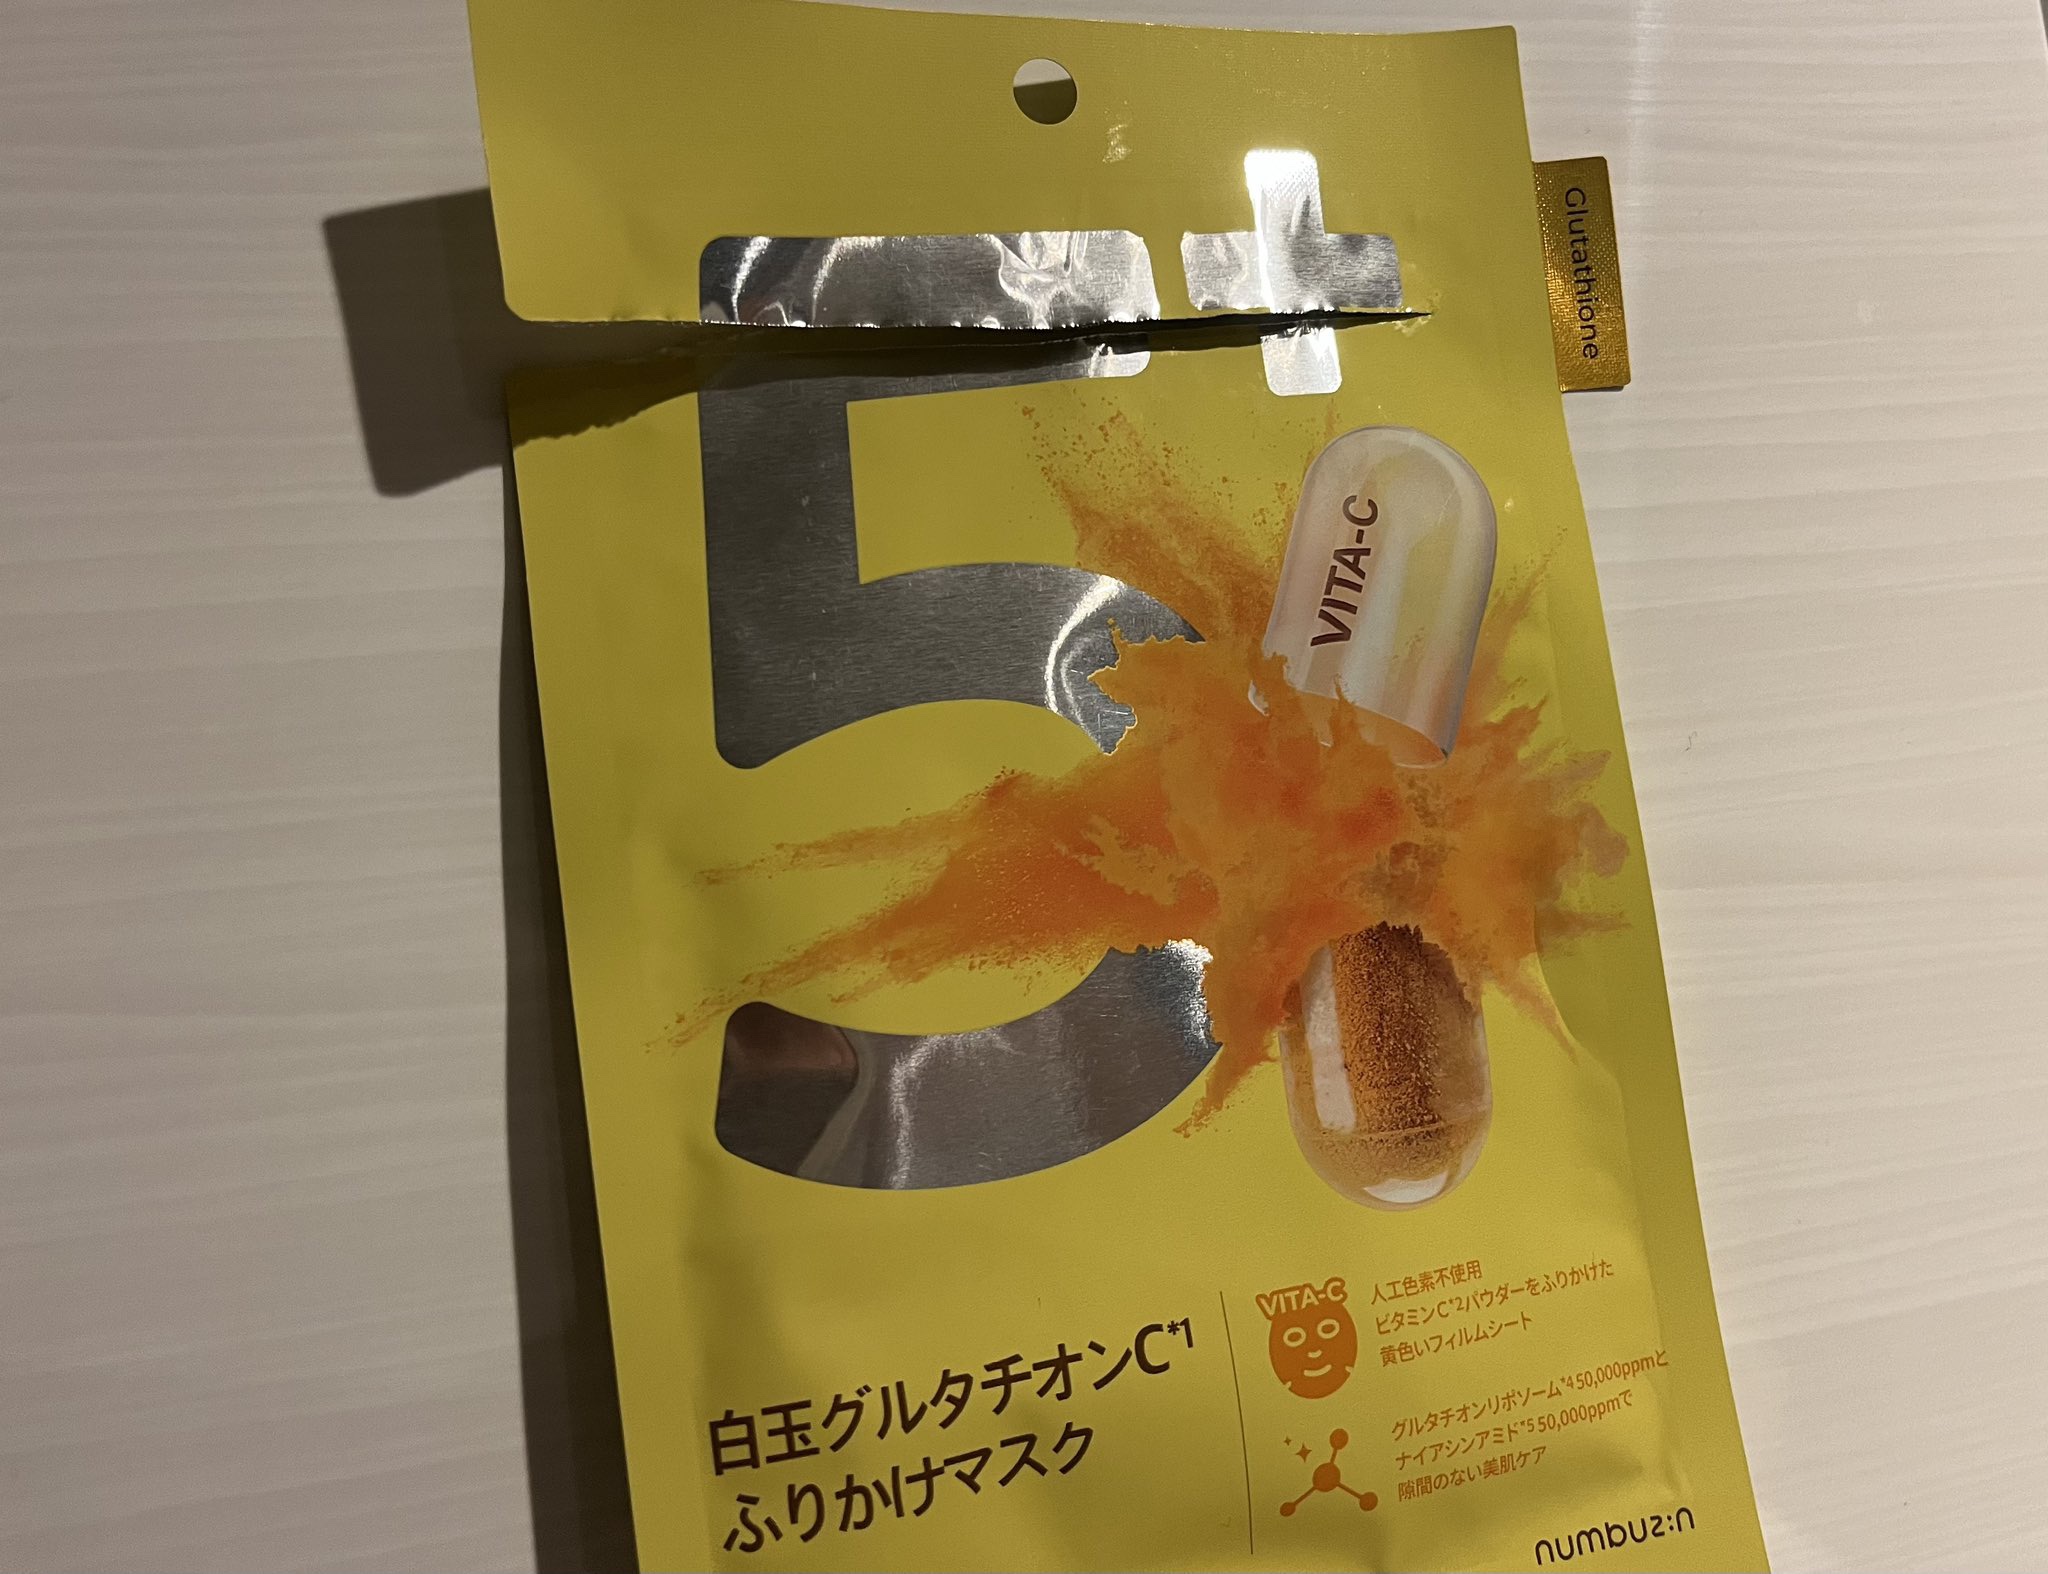 5+
Glutathione
VITA-C
白玉グルタチオンC*1
ふりかけマスク
VITA-C
人工色素不使用
ビタミンC*2パウダーをふりかけた
黄色いフィルムシート
グルタチオンリポソーム*4 50,000ppmと
ナイアシンアミド*5 50,000ppmで
隙間のない美肌ケア
numbuz:n